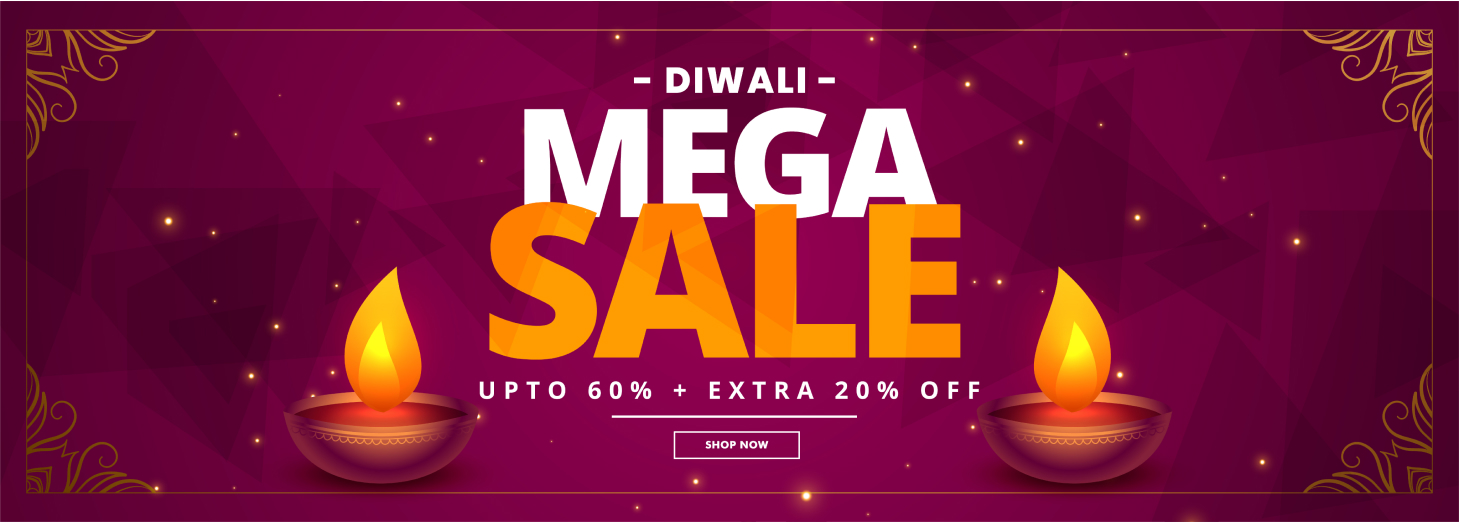 – DIWALI –
MEGA
SALE
UPTO 60% + EXTRA 20% OFF
SHOP NOW